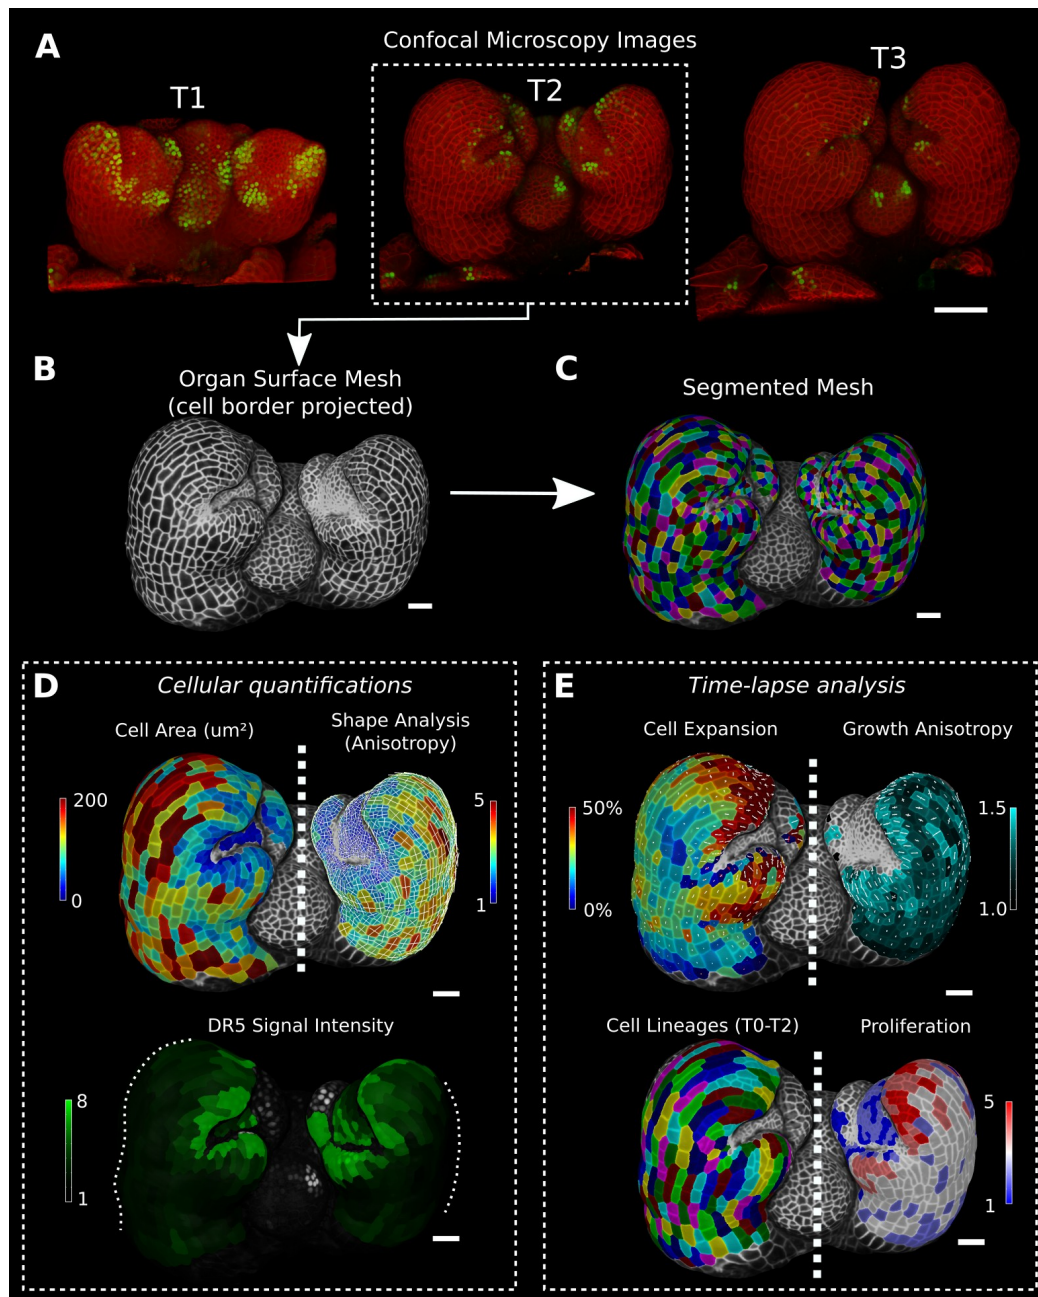 A
Confocal Microscopy Images
T1
T2
T3
B
Organ Surface Mesh
(cell border projected)
C
Segmented Mesh
D
Cellular quantifications
Cell Area (um²)
Shape Analysis
(Anisotropy)
200
0
5
1
DR5 Signal Intensity
8
1
E
Time-lapse analysis
Cell Expansion
Growth Anisotropy
50%
0%
1.5
1.0
Cell Lineages (T0-T2)
Proliferation
5
1